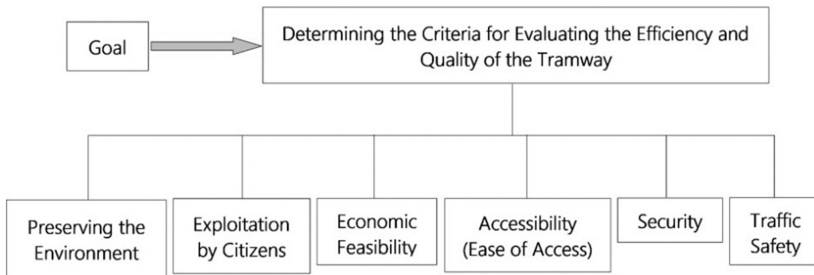 Goal
Determining the Criteria for Evaluating the Efficiency and
Quality of the Tramway
Preserving the
Environment
Exploitation
by Citizens
Economic
Feasibility
Accessibility
(Ease of Access)
Security
Traffic
Safety